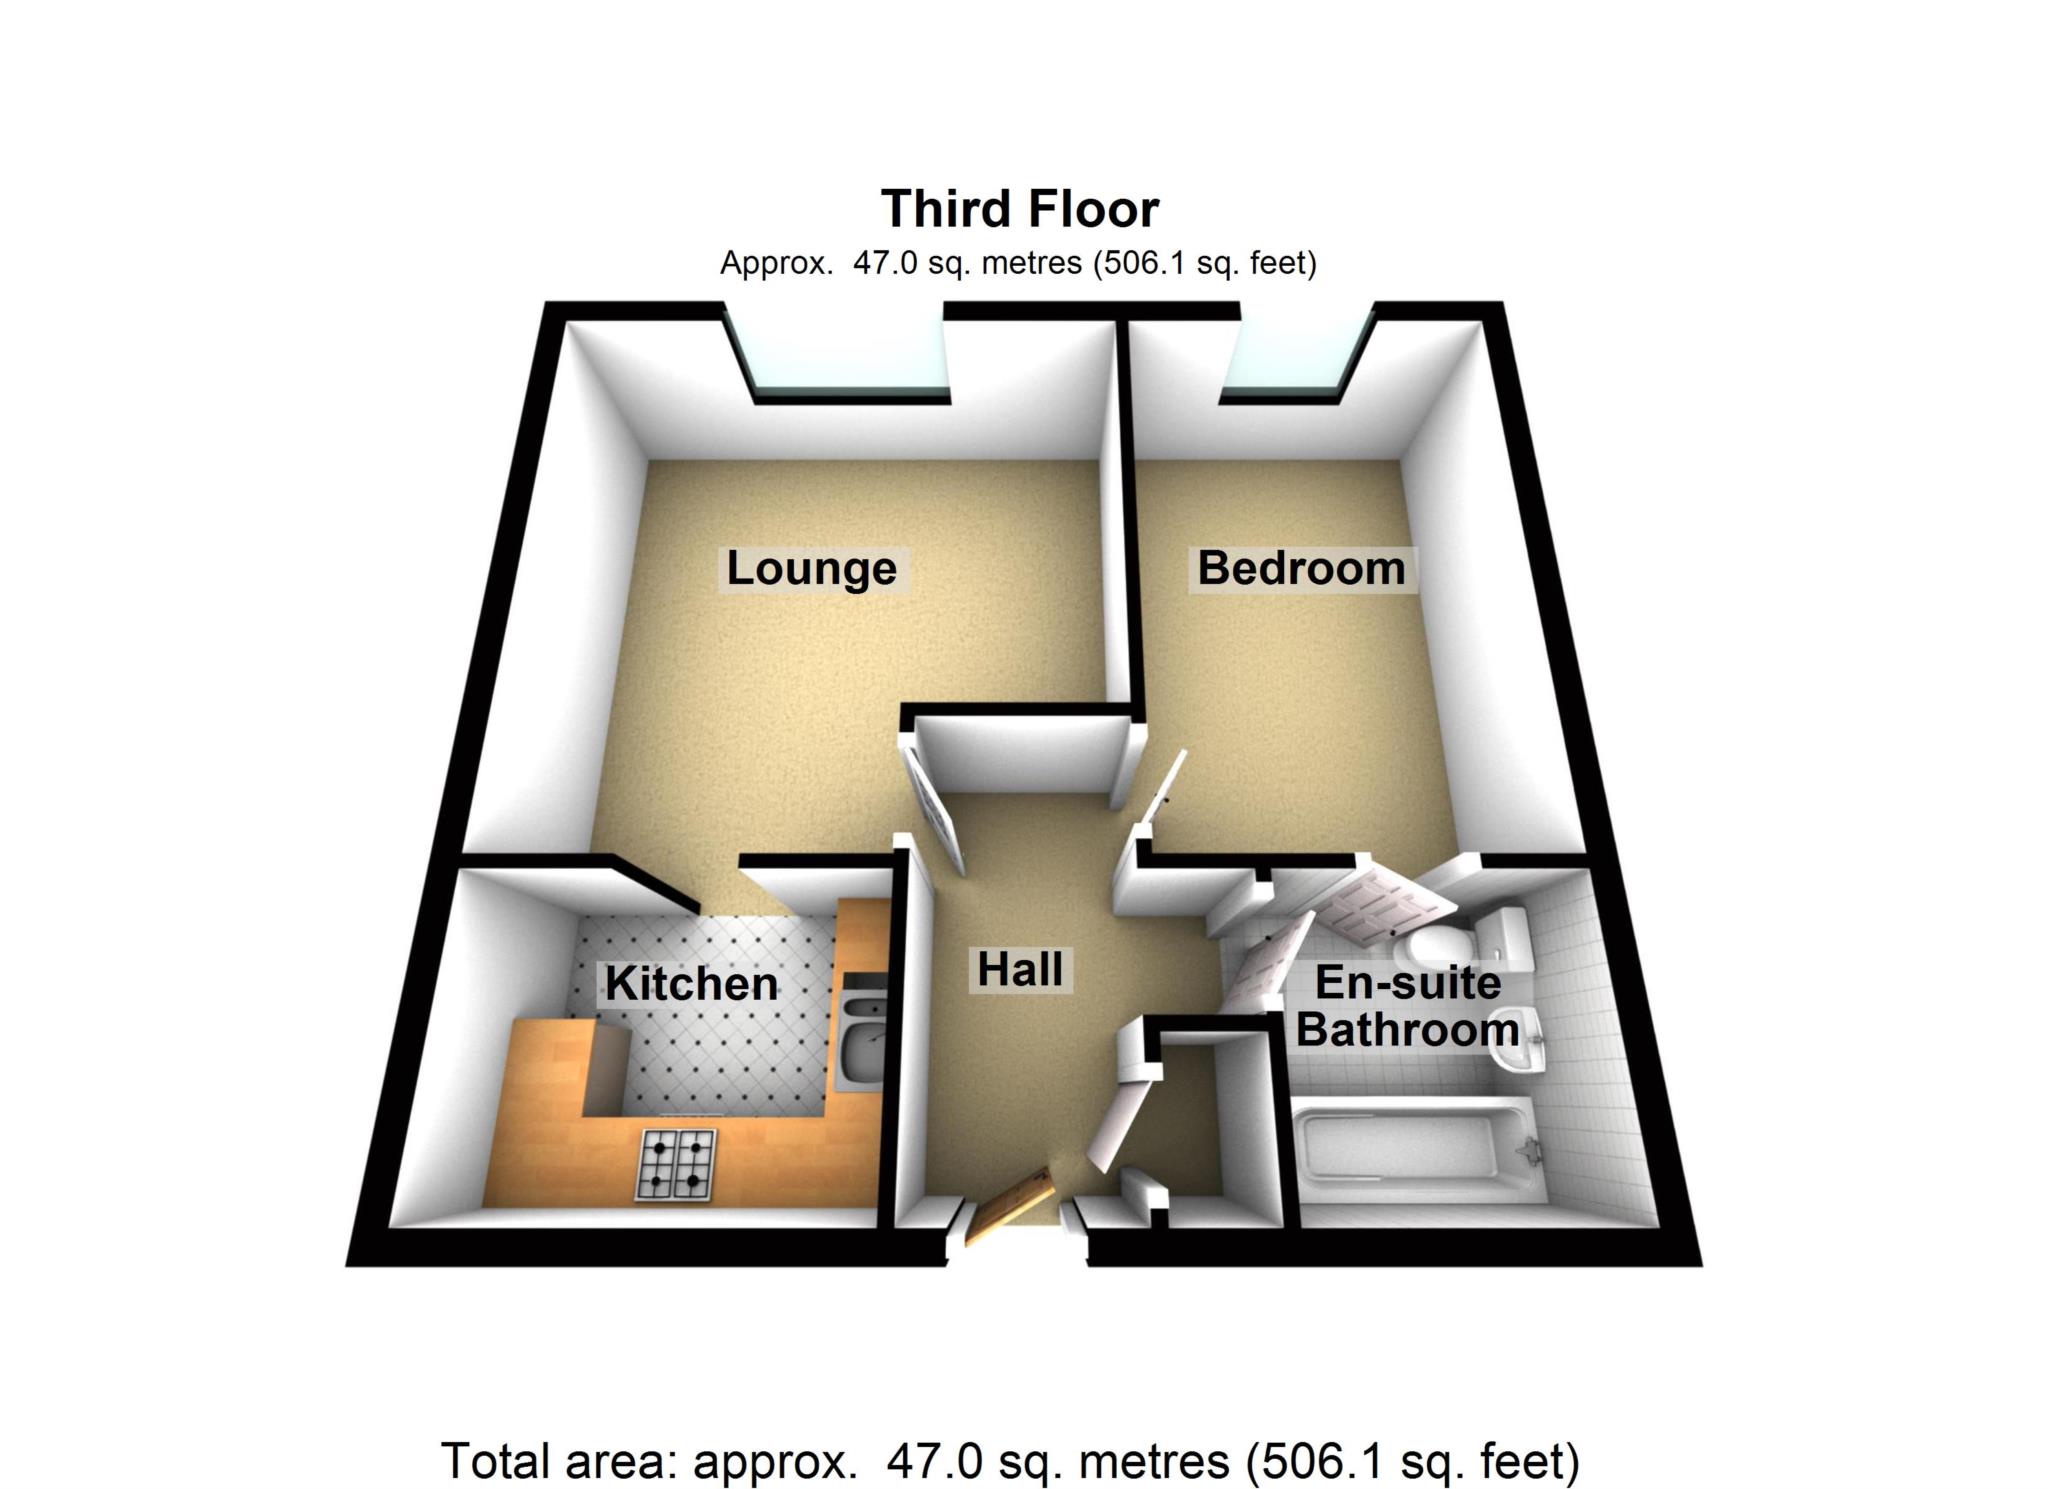 Third Floor
Approx. 47.0 sq. metres (506.1 sq. feet)
Lounge
Bedroom
Kitchen
Hall
En-suite
Bathroom
Total area: approx. 47.0 sq. metres (506.1 sq. feet)